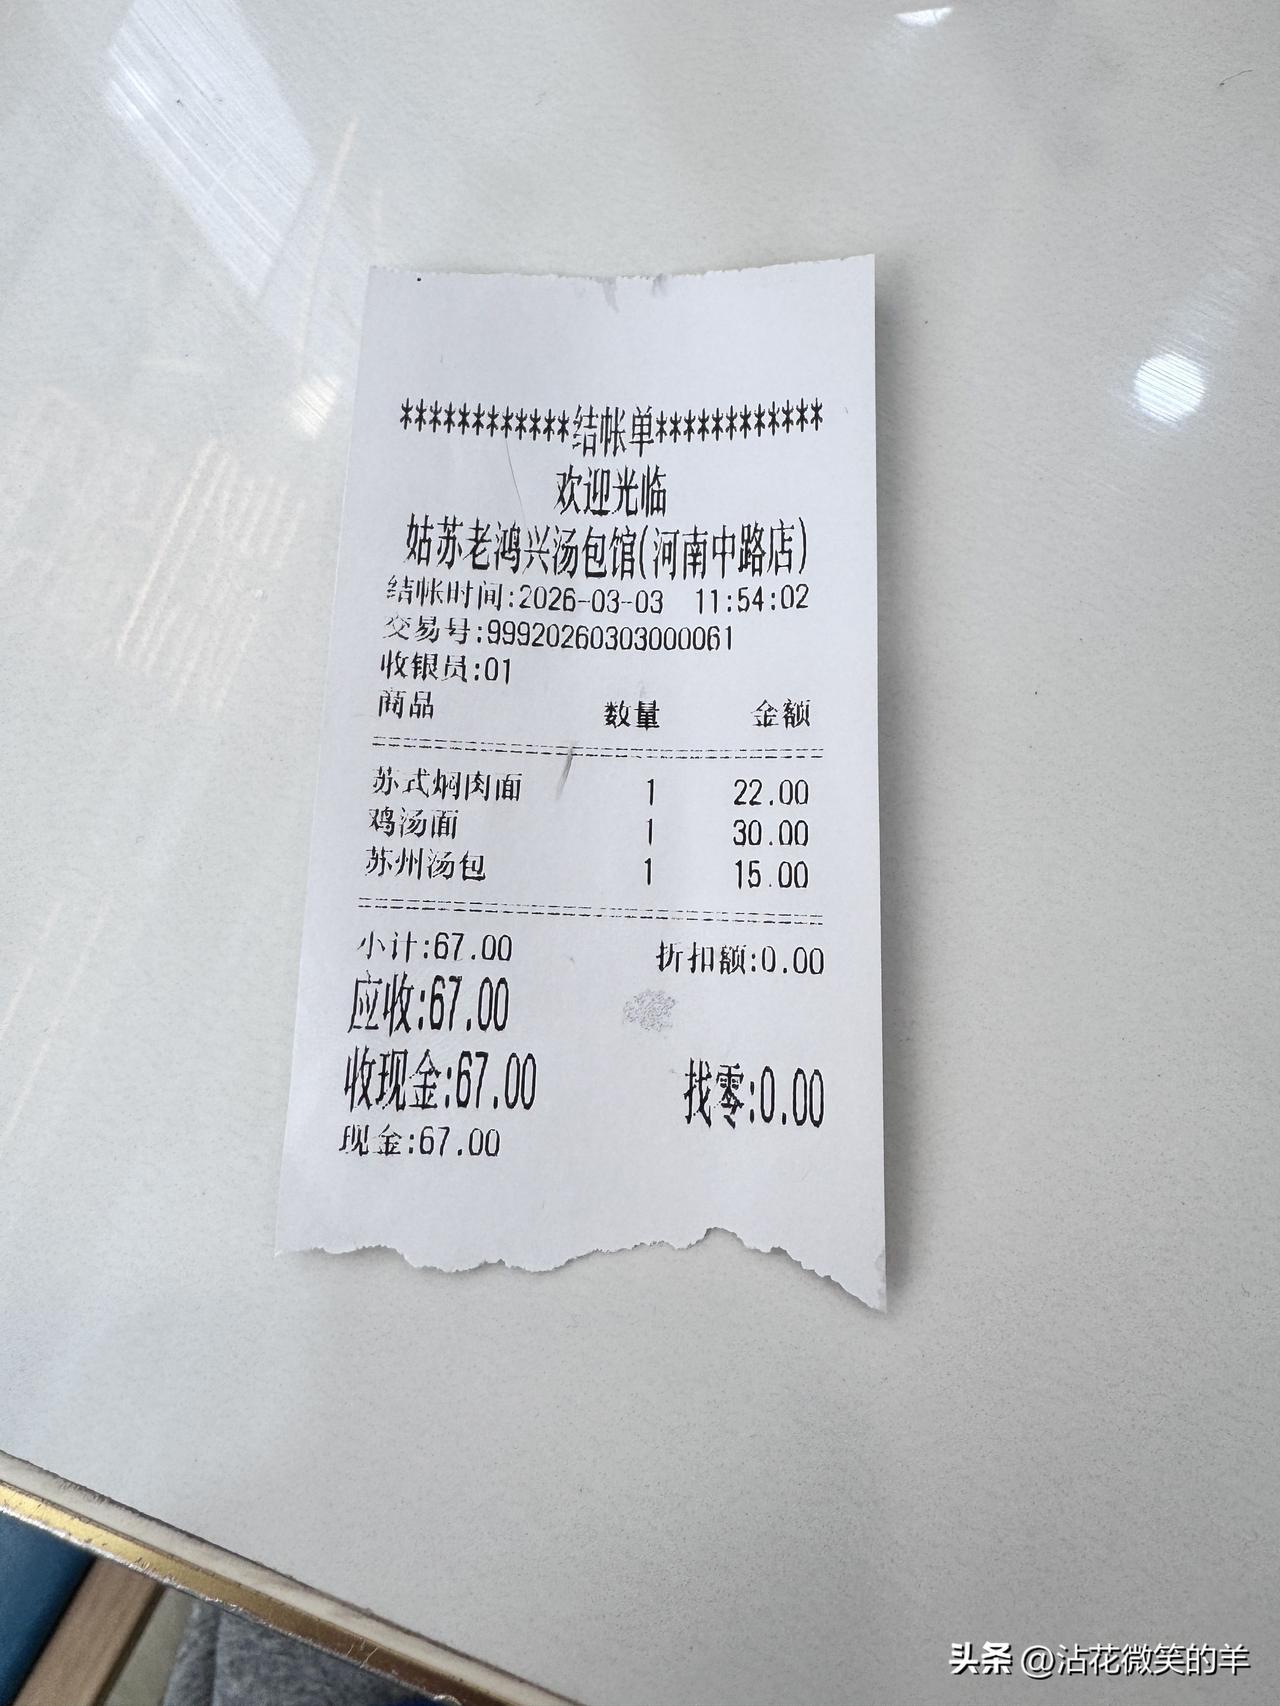 ************结帐单************
欢迎光临
姑苏老鸿兴汤包馆(河南中路店)
结帐时间:2026-03-03 11:54:02
交易号:99920260303000061
收银员:01
商品 数量 金额
苏式焖肉面 1 22.00
鸡汤面 1 30.00
苏州汤包 1 15.00
小计:67.00 折扣额:0.00
应收:67.00
收现金:67.00 找零:0.00
现金:67.00
头条 @沾花微笑的羊